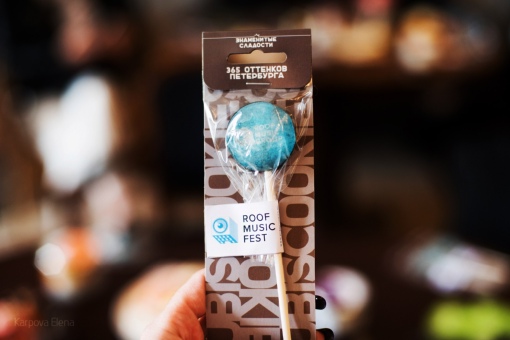 ЗНАМЕНИТЫЕ
СЛАДОСТИ
365 ОТТЕНКОВ
ПЕТЕРБУРГА
ROOF
MUSIC
FEST
Karpova Elena